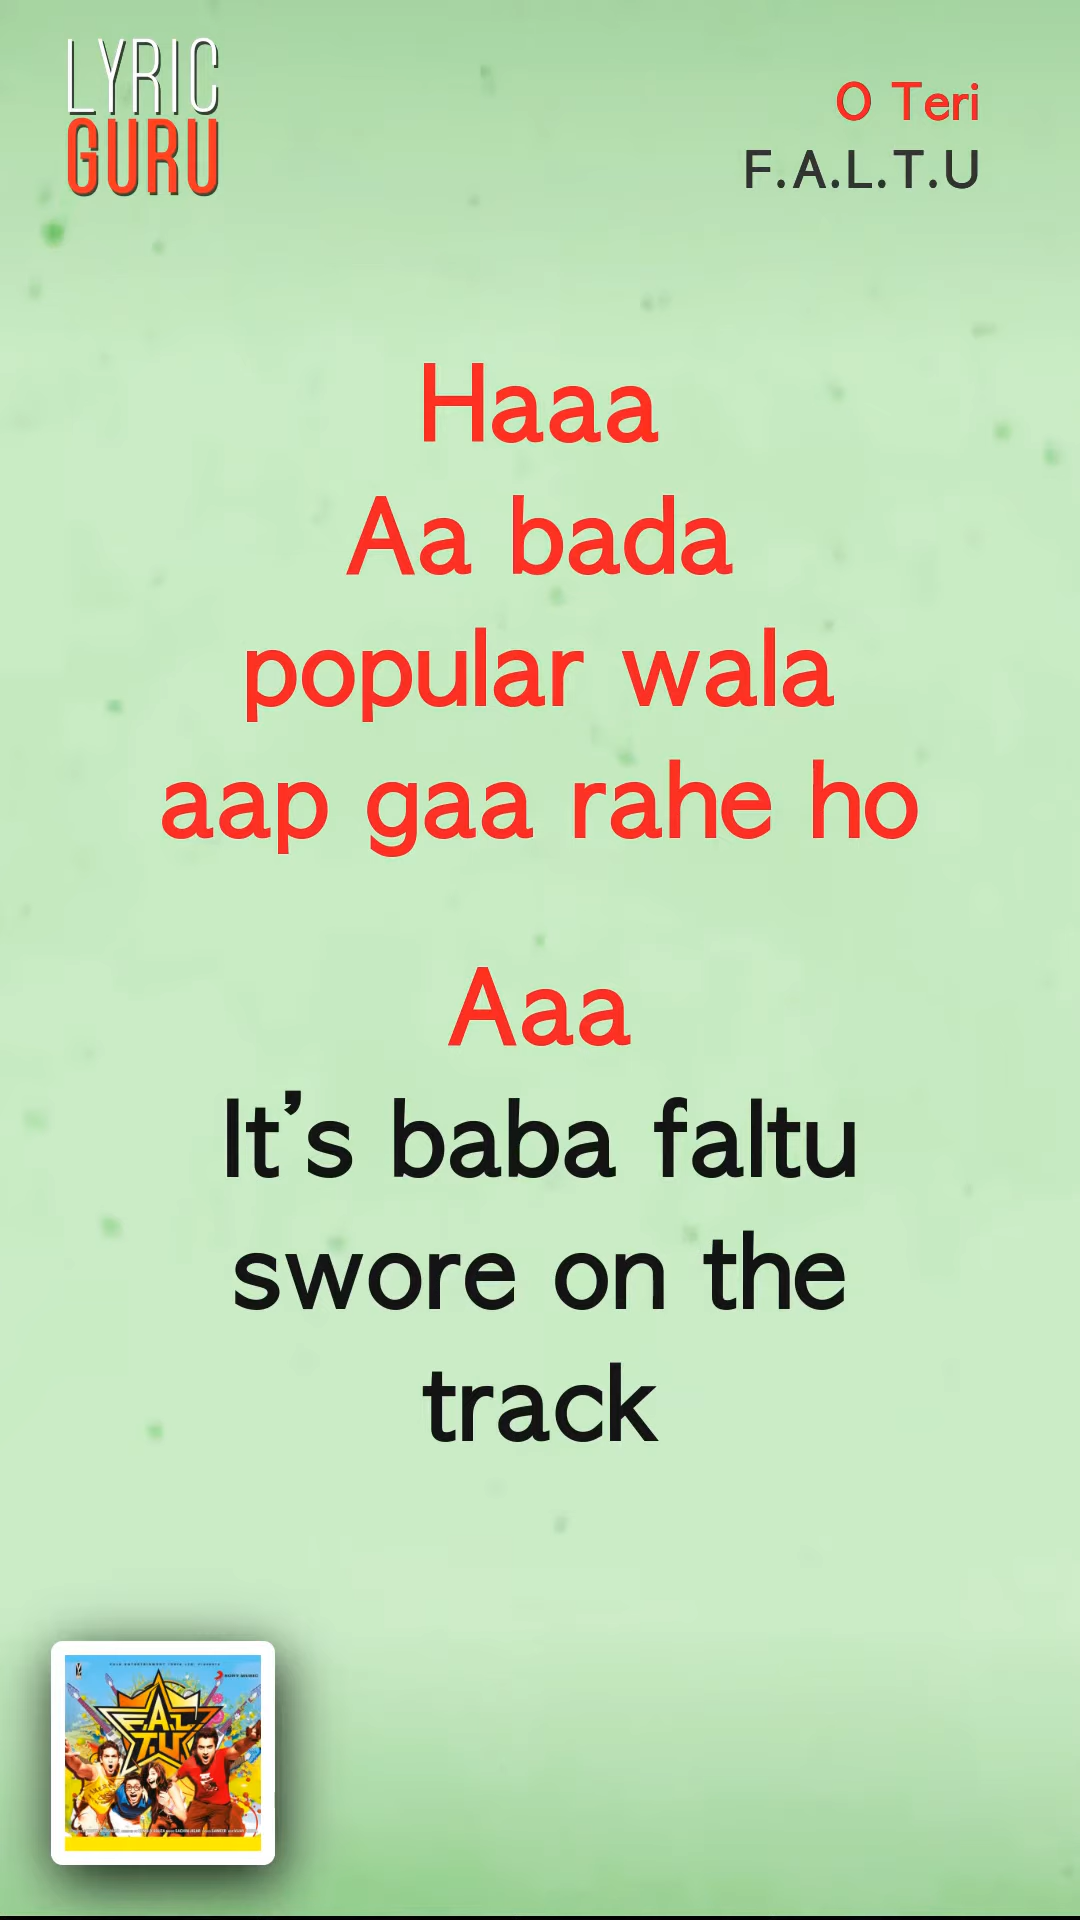 LYRIC
GURU
O Teri
F.A.L.T.U
Haaa
Aa bada
popular wala
aap gaa rahe ho
Aaa
It's baba faltu
swore on the
track
F.A.L
T.U